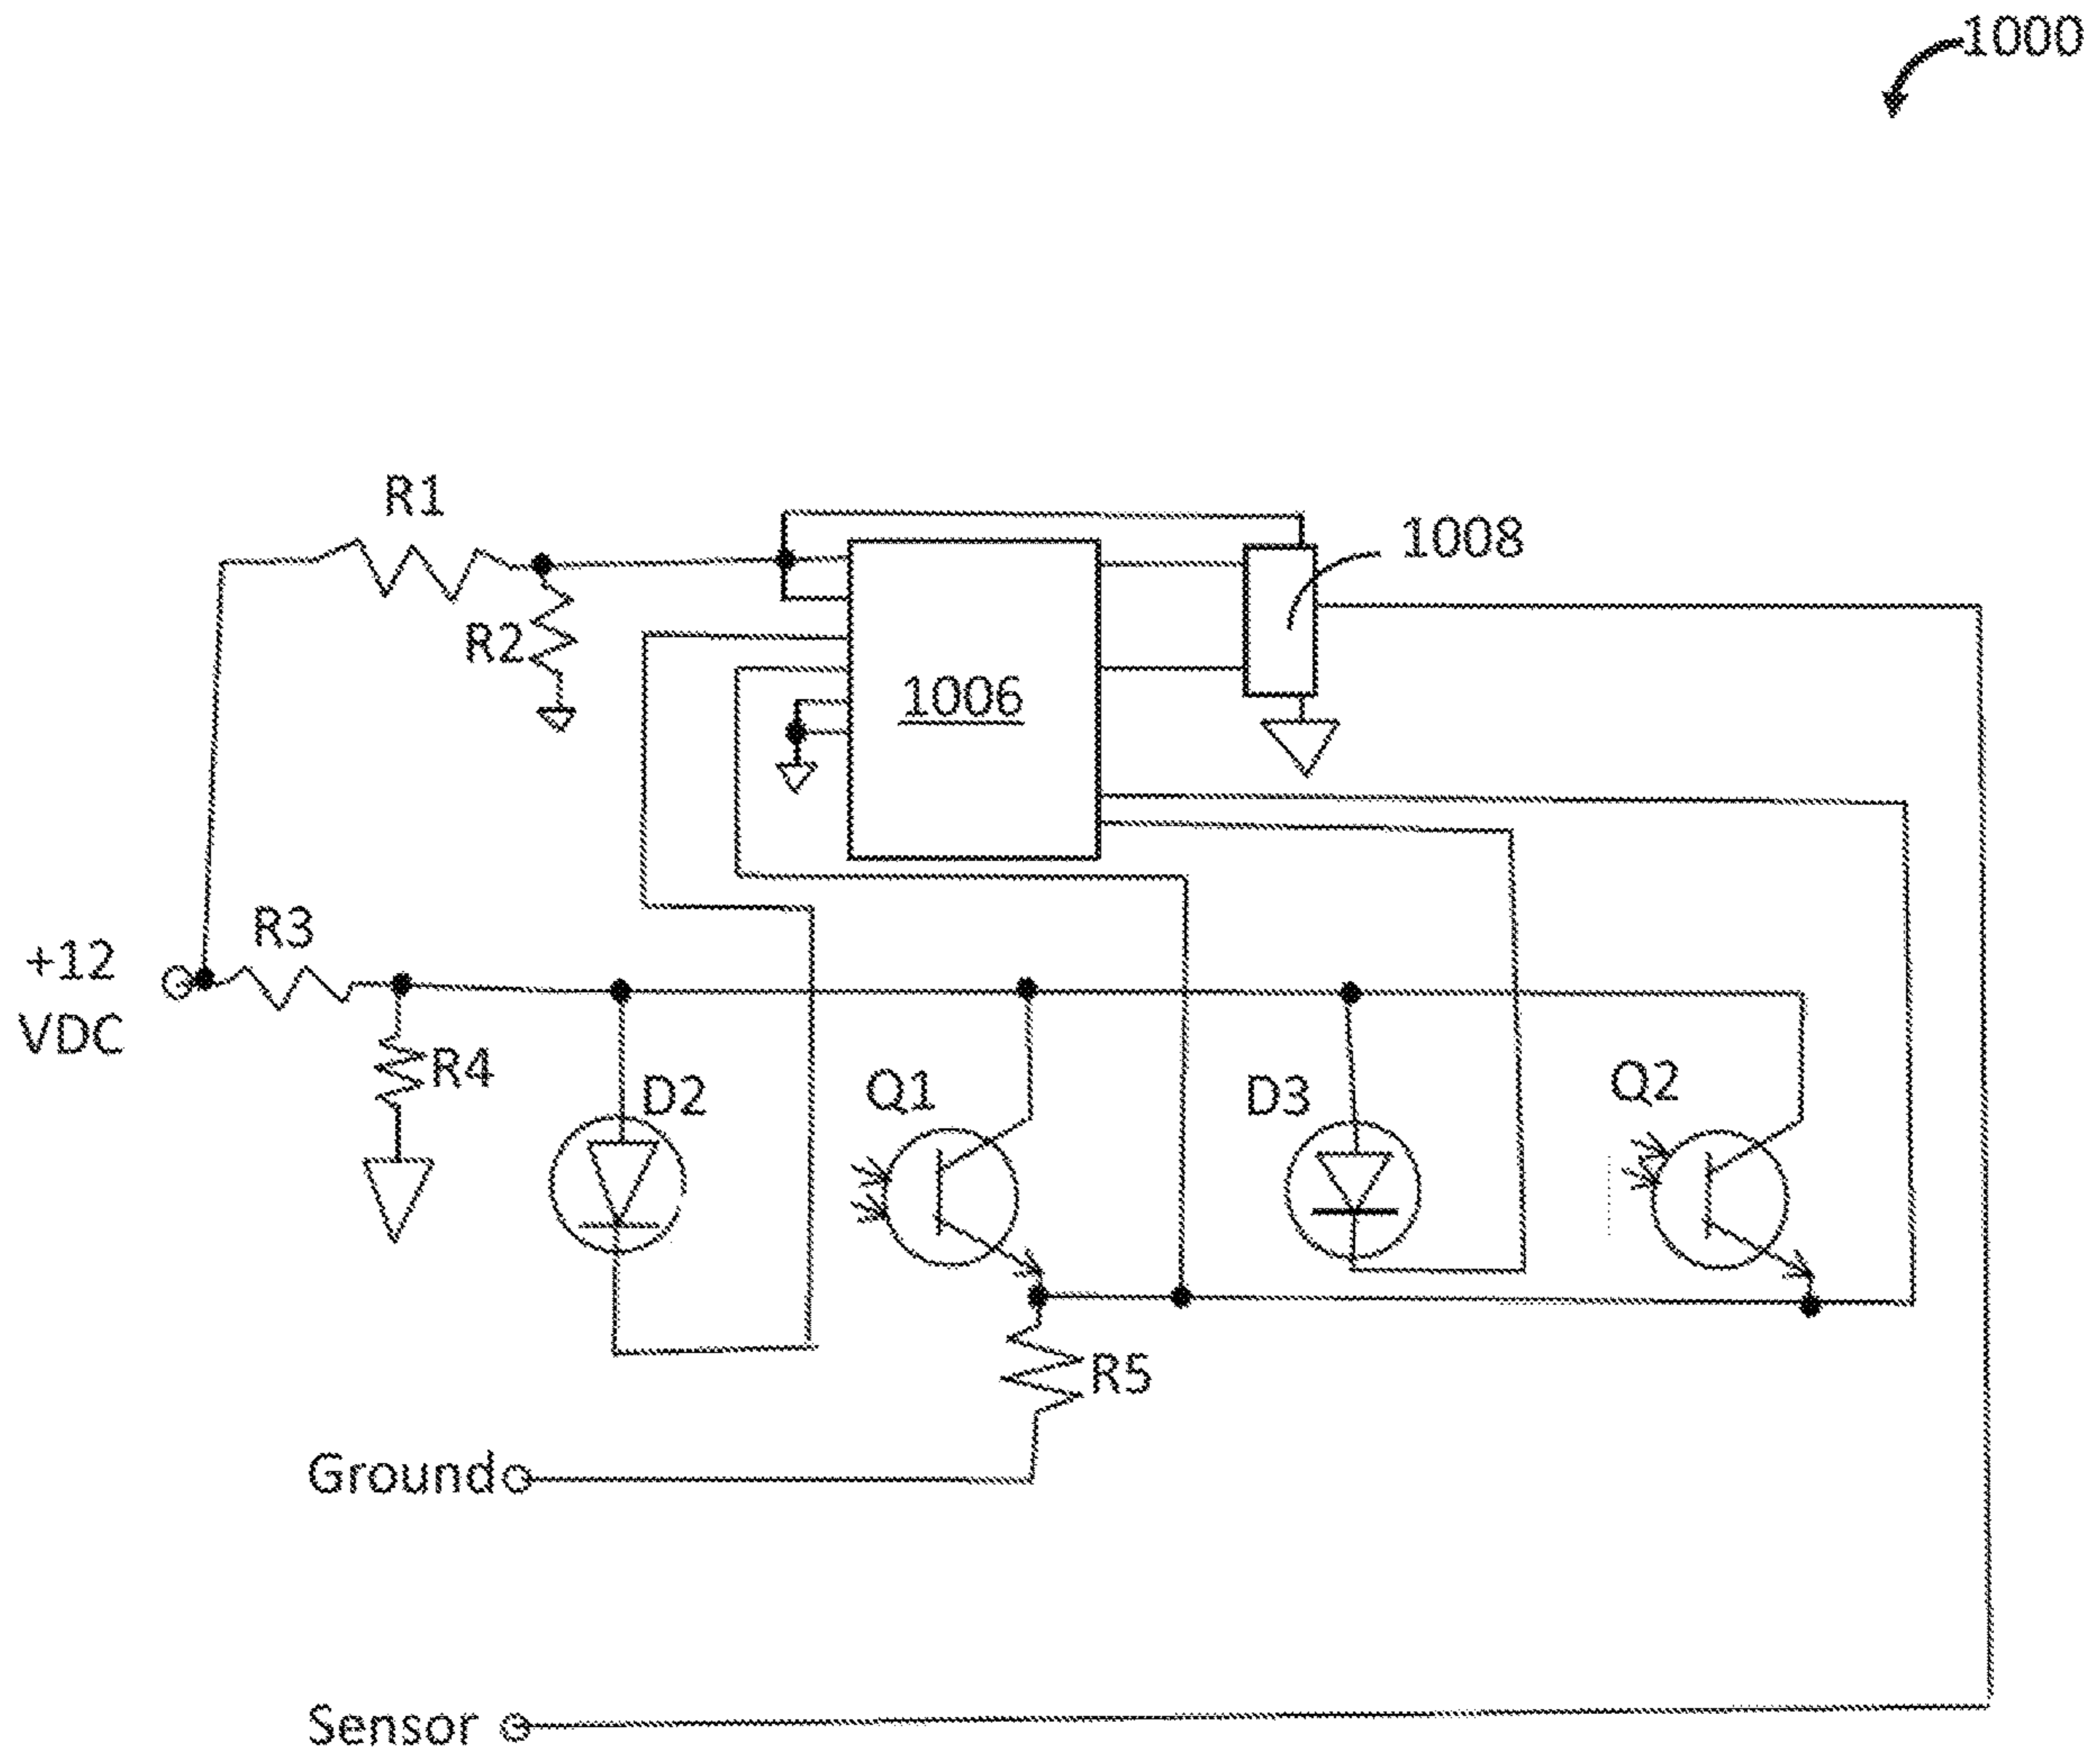 1000
R1
1008
R2
1006
R3
+12
VDC
R4
D2
Q1
D3
Q2
R5
Ground
Sensor